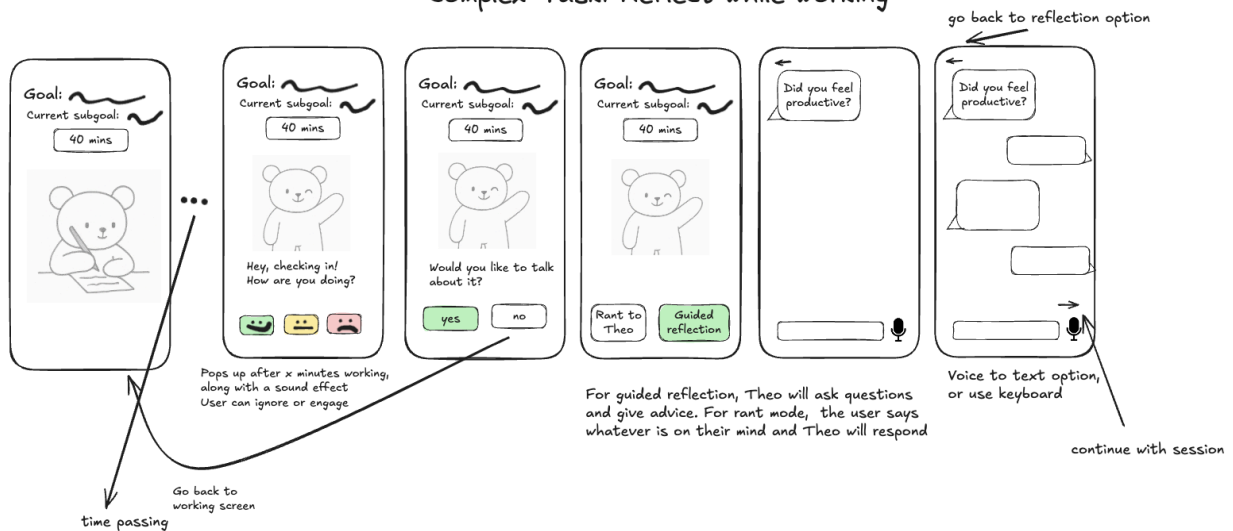 Complex Task: Reflect while working
go back to reflection option
Goal:
Current subgoal:
40 mins
time passing
Goal:
Current subgoal:
40 mins
Hey, checking in!
How are you doing?
Pops up after x minutes working,
along with a sound effect
User can ignore or engage
Go back to
working screen
Goal:
Current subgoal:
40 mins
Would you like to talk
about it?
yes
no
Goal:
Current subgoal:
40 mins
Rant to
Theo
Guided
reflection
For guided reflection, Theo will ask questions
and give advice. For rant mode, the user says
whatever is on their mind and Theo will respond
Did you feel
productive?
Did you feel
productive?
Voice to text option,
or use keyboard
continue with session